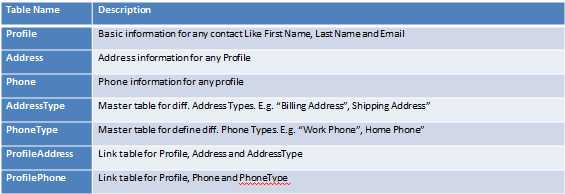 Table Name Description
Profile Basic information for any contact Like First Name, Last Name and Email
Address Address information for any Profile
Phone Phone information for any profile
AddressType Master table for diff. Address Types. E.g. “Billing Address”, Shipping Address”
PhoneType Master table for define diff. Phone Types. E.g. “Work Phone”, Home Phone”
ProfileAddress Link table for Profile, Address and AddressType
ProfilePhone Link table for Profile, Phone and PhoneType